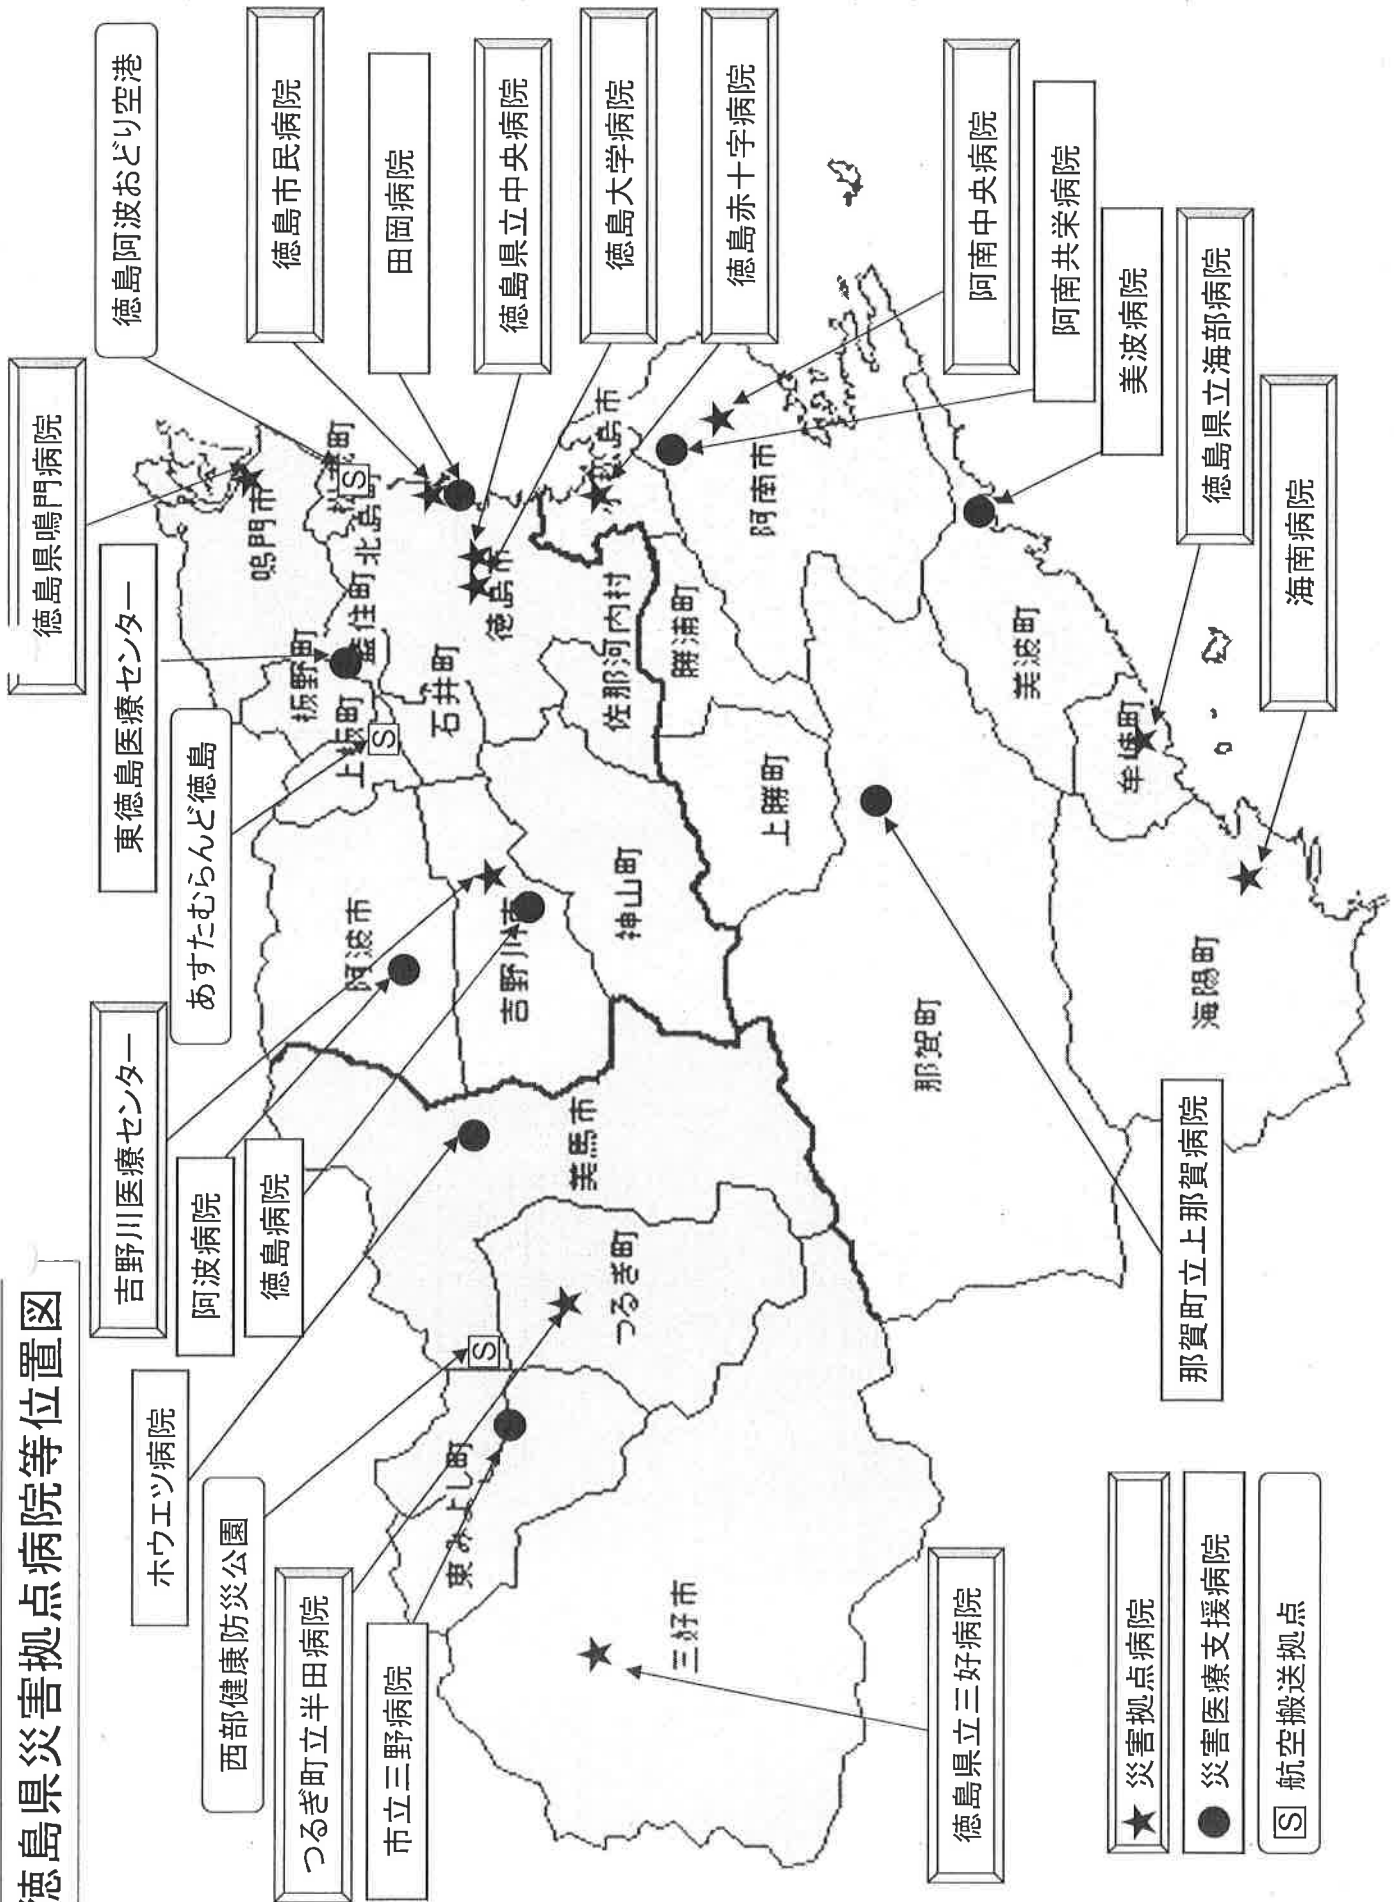 徳島県災害拠点病院等位置図
徳島県鳴門病院
徳島阿波おどり空港
徳島市民病院
田岡病院
徳島県立中央病院
徳島大学病院
徳島赤十字病院
阿南中央病院
阿南共栄病院
美波病院
徳島県立海部病院
海南病院
東徳島医療センター
あすたむらんど徳島
吉野川医療センター
阿波病院
徳島病院
ホウエツ病院
西部健康防災公園
つるぎ町立半田病院
市立三野病院
徳島県立三好病院
那賀町立上那賀病院
鳴門市
北島町
板野町
上板町
石井町
徳島市
佐那河内村
勝浦町
阿南市
上勝町
神山町
阿波市
吉野川市
美馬市
つるぎ町
東みよし町
三好市
那賀町
美波町
牟岐町
海陽町
S
S
S
★ 災害拠点病院
● 災害医療支援病院
S 航空搬送拠点